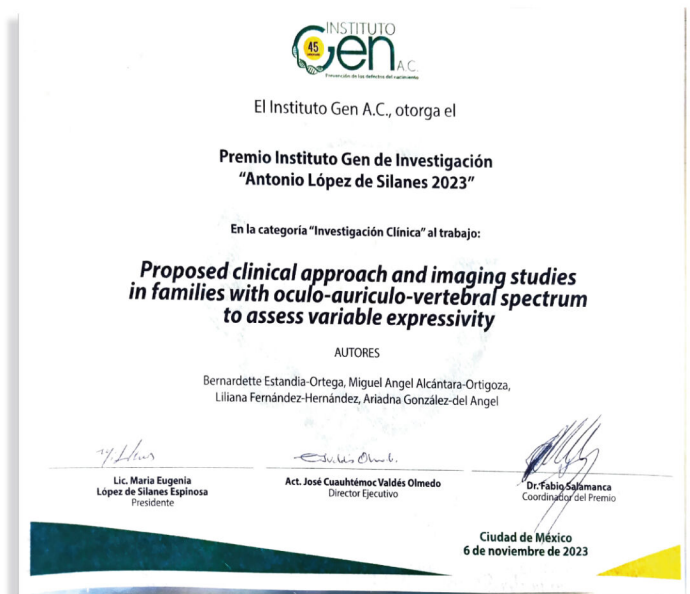 INSTITUTO
45
Gen A.C.
Prevención de los defectos del nacimiento
El Instituto Gen A.C., otorga el
Premio Instituto Gen de Investigación
“Antonio López de Silanes 2023”
En la categoría “Investigación Clínica” al trabajo:
Proposed clinical approach and imaging studies
in families with oculo-auriculo-vertebral spectrum
to assess variable expressivity
AUTORES
Bernardette Estandia-Ortega, Miguel Angel Alcántara-Ortigoza,
Liliana Fernández-Hernández, Ariadna González-del Angel
Lic. Maria Eugenia
López de Silanes Espinosa
Presidente
Act. José Cuauhtémoc Valdés Olmedo
Director Ejecutivo
Dr. Fabio Salamanca
Coordinador del Premio
Ciudad de México
6 de noviembre de 2023